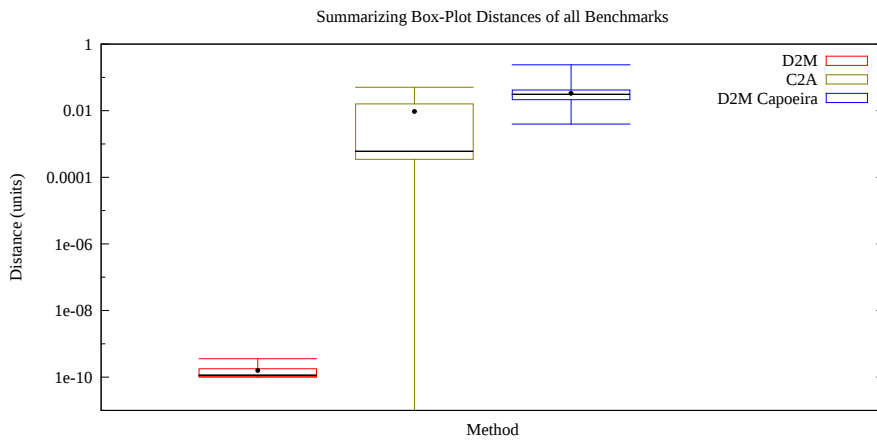 Summarizing Box-Plot Distances of all Benchmarks
1
0.01
0.0001
1e-06
1e-08
1e-10
Distance (units)
Method
D2M
C2A
D2M Capoeira